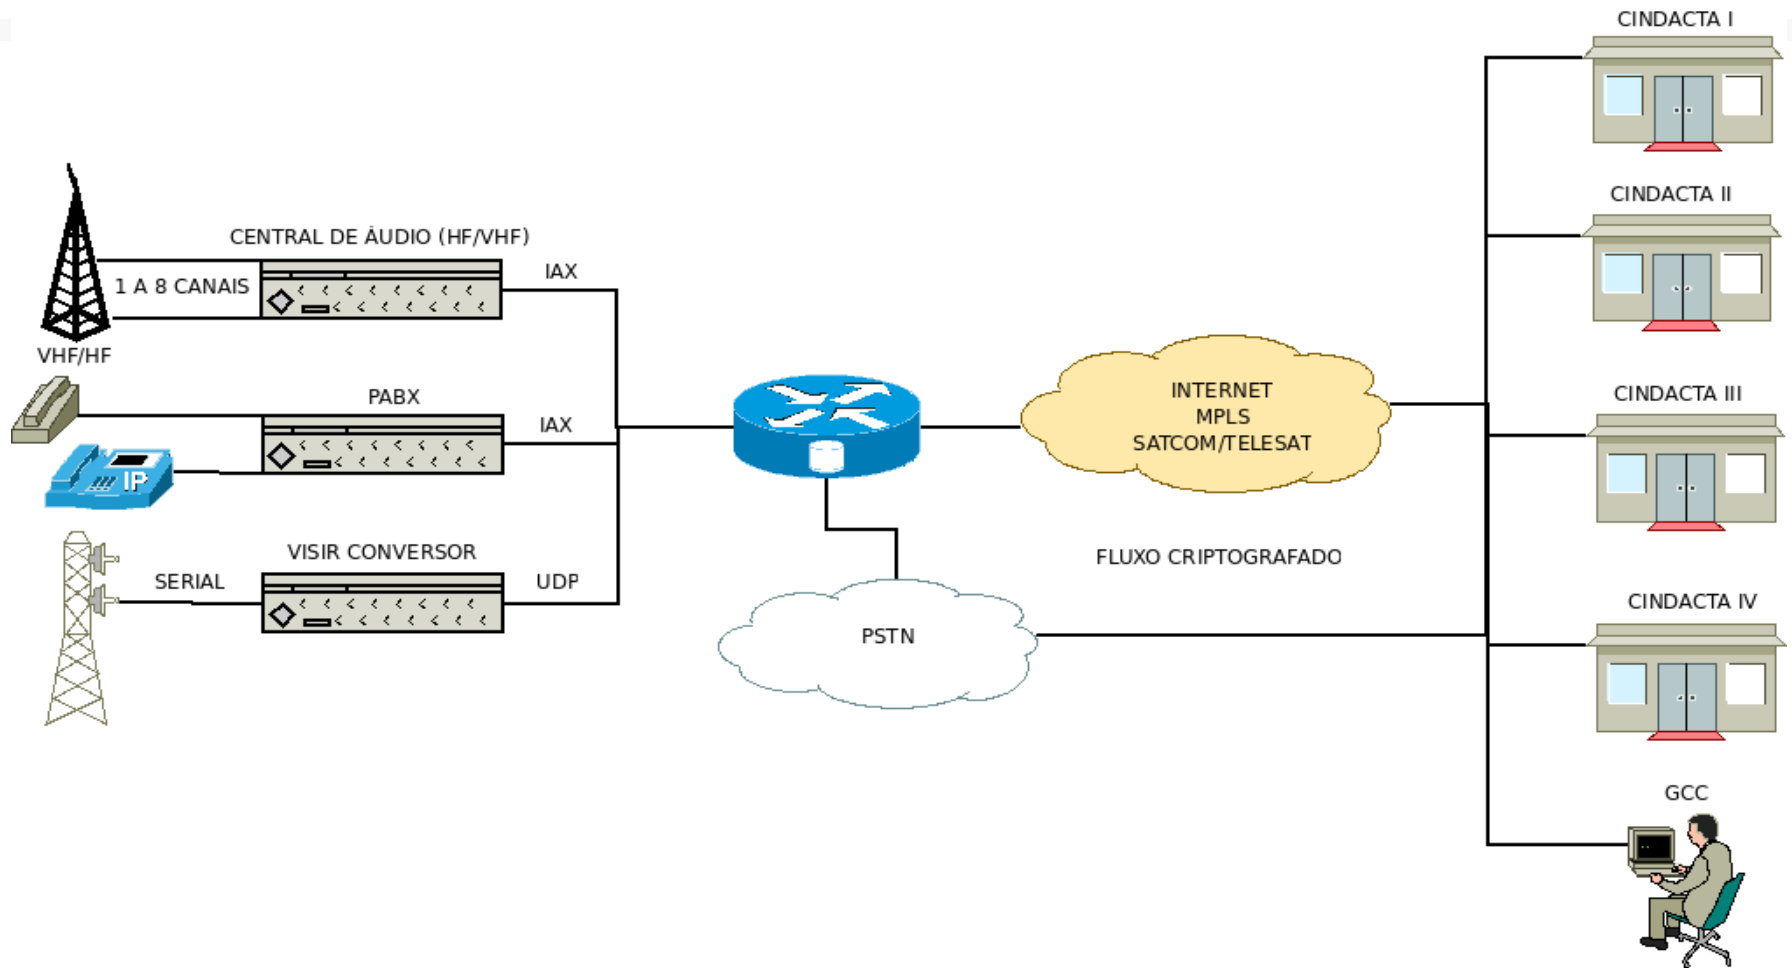 CINDACTA I
CINDACTA II
CENTRAL DE ÁUDIO (HF/VHF)
IAX
1 A 8 CANAIS
VHF/HF
PABX
IAX
IP
INTERNET
MPLS
SATCOM/TELESAT
CINDACTA III
VISIR CONVERSOR
SERIAL
UDP
FLUXO CRIPTOGRAFADO
PSTN
CINDACTA IV
GCC